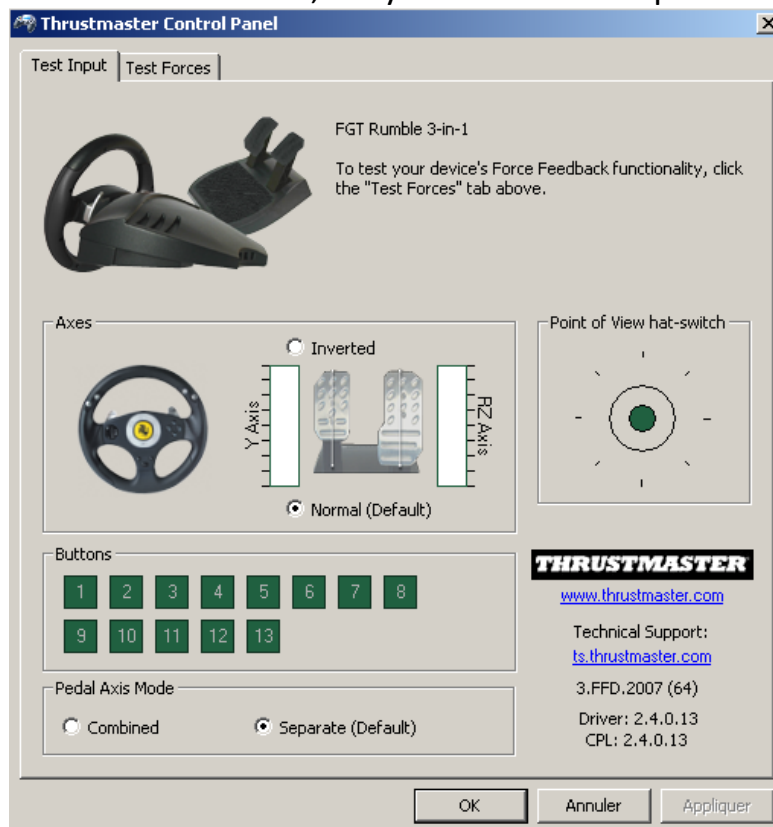 Thrustmaster Control Panel
Test Input
Test Forces
FGT Rumble 3-in-1
To test your device's Force Feedback functionality, click
the "Test Forces" tab above.
Axes
Inverted
Y Axis
RZ Axis
Normal (Default)
Point of View hat-switch
Buttons
1 2 3 4 5 6 7 8
9 10 11 12 13
THRUSTMASTER
www.thrustmaster.com
Technical Support:
ts.thrustmaster.com
3.FFD.2007 (64)
Driver: 2.4.0.13
CPL: 2.4.0.13
Pedal Axis Mode
Combined
Separate (Default)
OK
Annuler
Appliquer